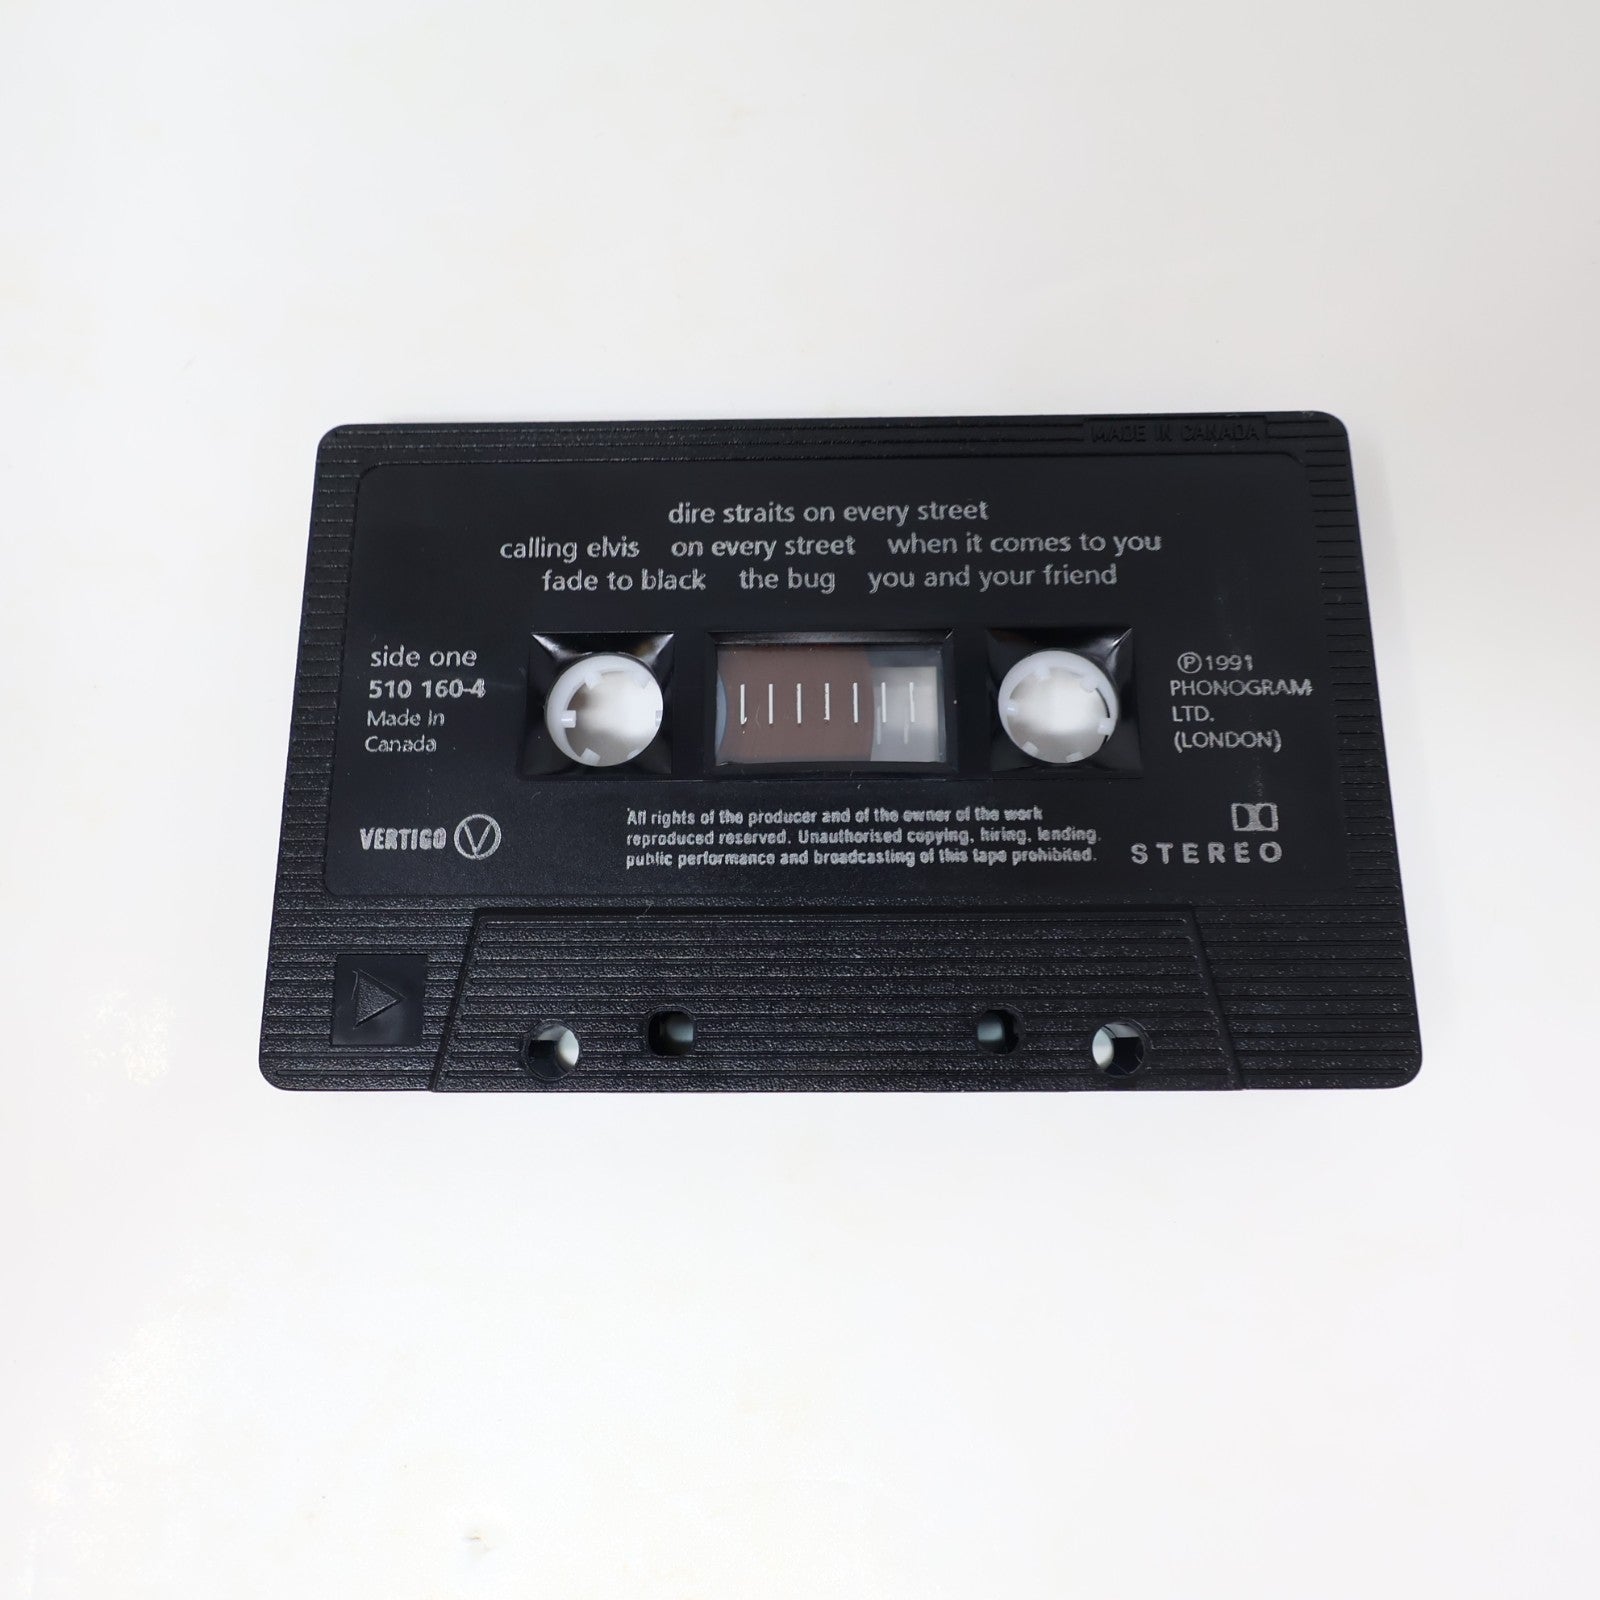 MADE IN CANADA
dire straits on every street
calling elvis on every street when it comes to you
fade to black the bug you and your friend
side one
510 160-4
Made in
Canada
℗1991
PHONOGRAM
LTD.
(LONDON)
VERTIGO V
All rights of the producer and of the owner of the work
reproduced reserved. Unauthorised copying, hiring, lending,
public performance and broadcasting of this tape prohibited.
STEREO